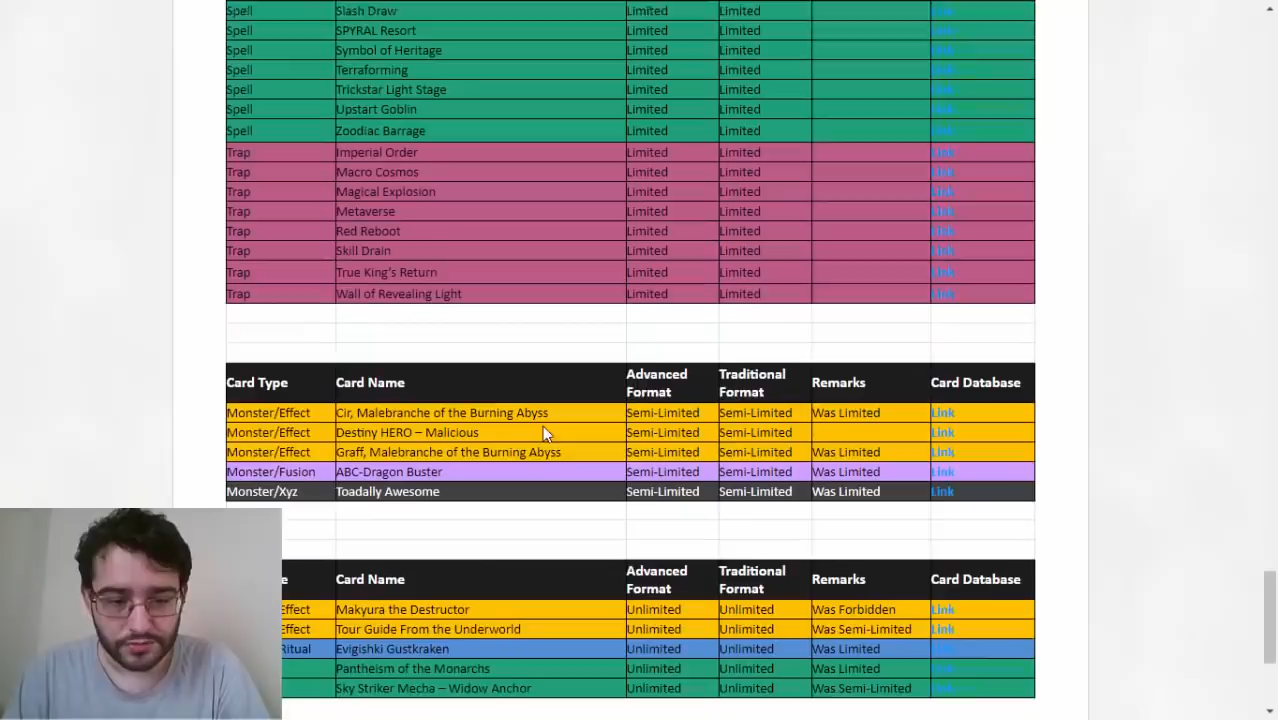 Spell Slash Draw Limited Limited Link
Spell SPYRAL Resort Limited Limited Link
Spell Symbol of Heritage Limited Limited Link
Spell Terraforming Limited Limited Link
Spell Trickstar Light Stage Limited Limited Link
Spell Upstart Goblin Limited Limited Link
Spell Zoodiac Barrage Limited Limited Link
Trap Imperial Order Limited Limited Link
Trap Macro Cosmos Limited Limited Link
Trap Magical Explosion Limited Limited Link
Trap Metaverse Limited Limited Link
Trap Red Reboot Limited Limited Link
Trap Skill Drain Limited Limited Link
Trap True King's Return Limited Limited Link
Trap Wall of Revealing Light Limited Limited Link
Card Type Card Name Advanced Format Traditional Format Remarks Card Database
Monster/Effect Cir, Malebranche of the Burning Abyss Semi-Limited Semi-Limited Was Limited Link
Monster/Effect Destiny HERO – Malicious Semi-Limited Semi-Limited Link
Monster/Effect Graff, Malebranche of the Burning Abyss Semi-Limited Semi-Limited Was Limited Link
Monster/Fusion ABC-Dragon Buster Semi-Limited Semi-Limited Was Limited Link
Monster/Xyz Toadally Awesome Semi-Limited Semi-Limited Was Limited Link
e Card Name Advanced Format Traditional Format Remarks Card Database
Effect Makyura the Destructor Unlimited Unlimited Was Forbidden Link
Effect Tour Guide From the Underworld Unlimited Unlimited Was Semi-Limited Link
Ritual Evigishki Gustkraken Unlimited Unlimited Was Limited Link
Pantheism of the Monarchs Unlimited Unlimited Was Limited Link
Sky Striker Mecha – Widow Anchor Unlimited Unlimited Was Semi-Limited Link